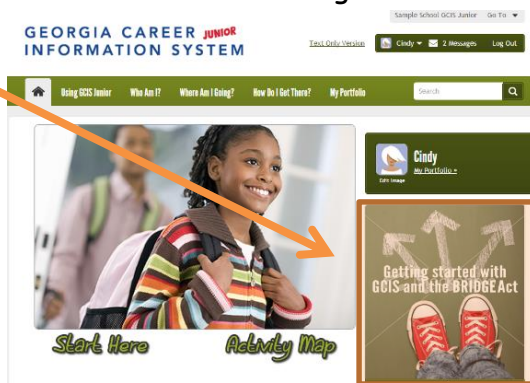 Sample School GCIS Junior Go To
GEORGIA CAREER JUNIOR
INFORMATION SYSTEM
Text Only Version
Cindy
2 Messages
Log Out
Using GCIS Junior
Who Am I?
Where Am I Going?
How Do I Get There?
My Portfolio
Search
Cindy
My Portfolio
Edit Image
Getting started with
GCIS and the BRIDGE Act
Start Here
Activity Map